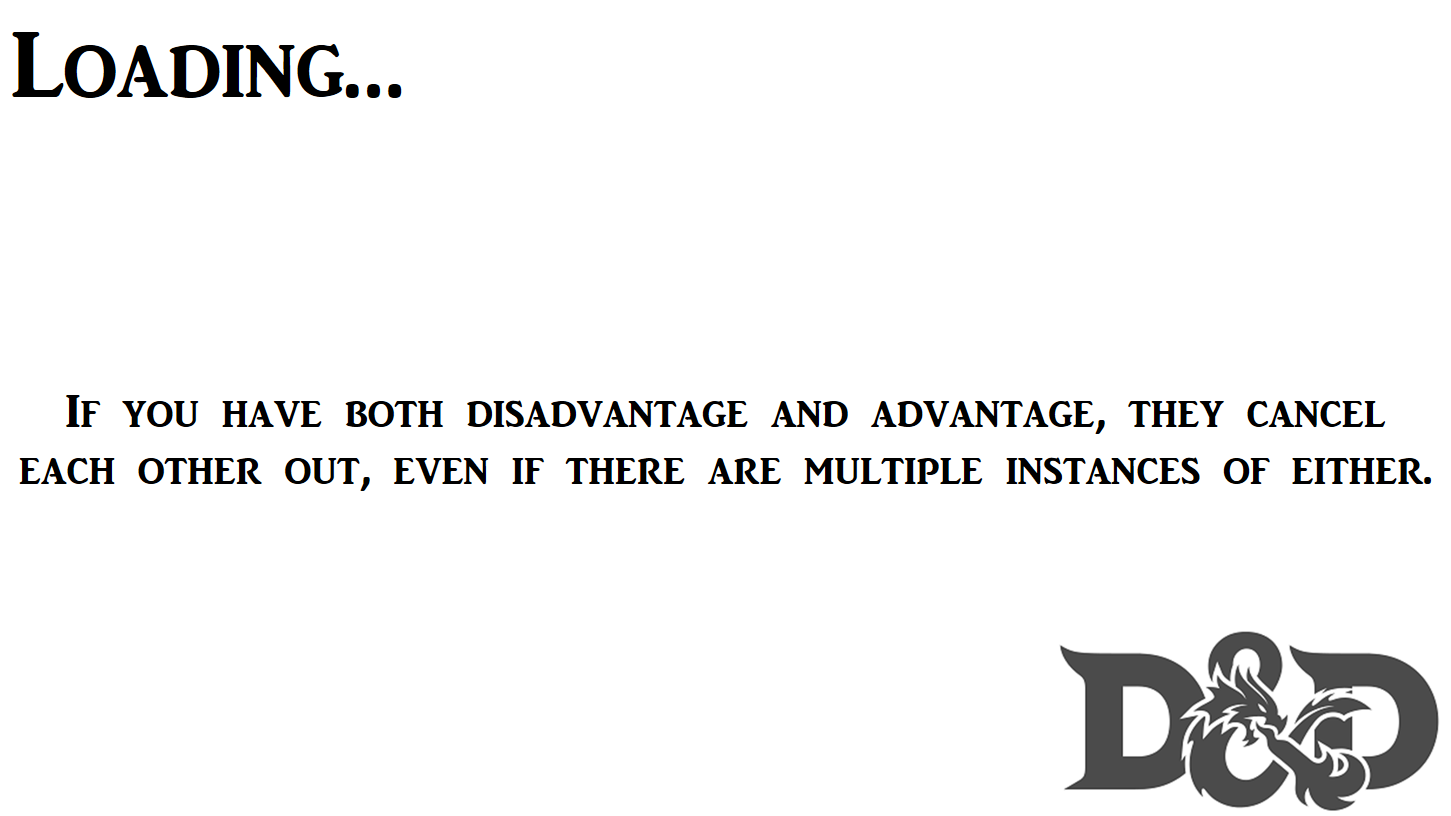 Loading...
If you have both disadvantage and advantage, they cancel
each other out, even if there are multiple instances of either.
D&D